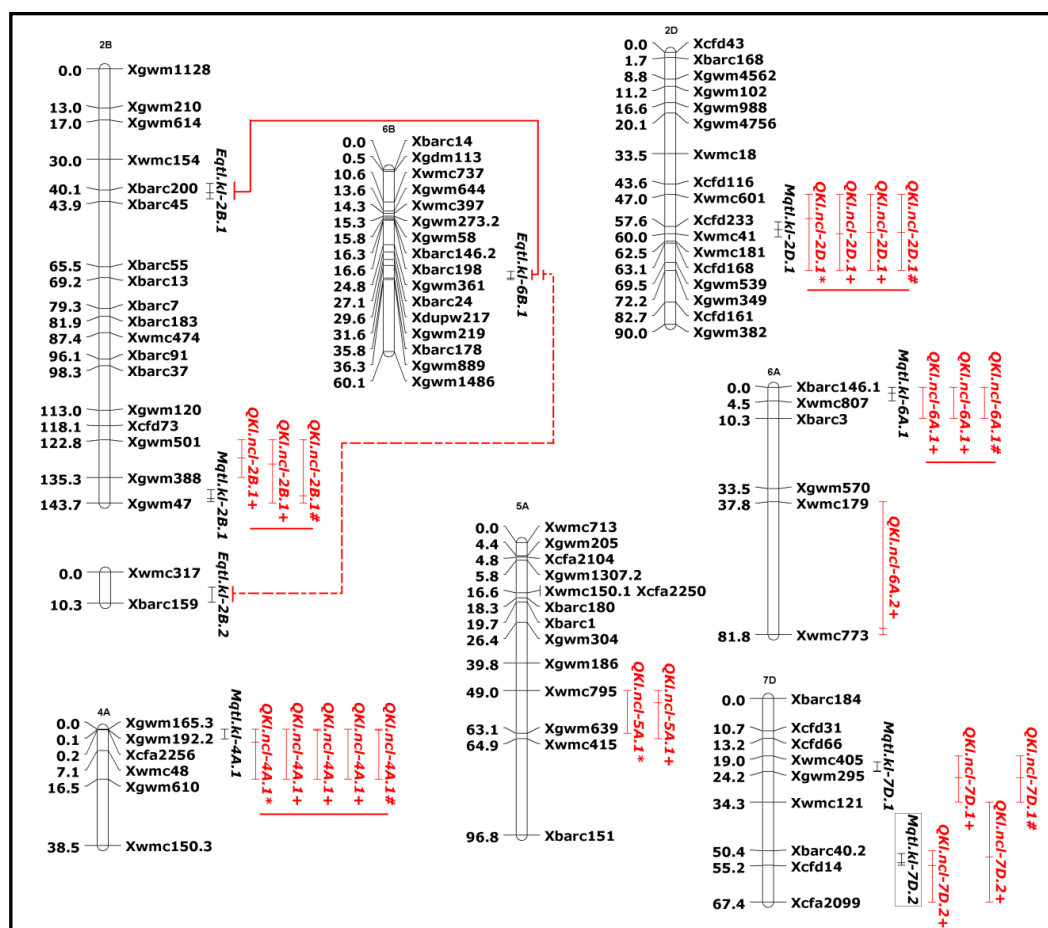 2B
0.0 Xgwm1128
13.0 Xgwm210
17.0 Xgwm614
30.0 Xwmc154
40.1 Xbarc200
43.9 Xbarc45
65.5 Xbarc55
69.2 Xbarc13
79.3 Xbarc7
81.9 Xbarc183
87.4 Xwmc474
96.1 Xbarc91
98.3 Xbarc37
113.0 Xgwm120
118.1 Xcfd73
122.8 Xgwm501
135.3 Xgwm388
143.7 Xgwm47
Eqtl.kl-2B.1
Mqtl.kl-2B.1
QKl.ncl-2B.1+
QKl.ncl-2B.1+
QKl.ncl-2B.1#
0.0 Xwmc317
10.3 Xbarc159
Eqtl.kl-2B.2
6B
0.0 Xbarc14
0.5 Xgdm113
10.6 Xwmc737
13.6 Xgwm644
14.3 Xwmc397
15.3 Xgwm273.2
15.8 Xgwm58
16.3 Xbarc146.2
16.6 Xbarc198
24.8 Xgwm361
27.1 Xbarc24
29.6 Xdupw217
31.6 Xgwm219
35.8 Xbarc178
36.3 Xgwm889
60.1 Xgwm1486
Eqtl.kl-6B.1
2D
0.0 Xcfd43
1.7 Xbarc168
8.8 Xgwm4562
11.2 Xgwm102
16.6 Xgwm988
20.1 Xgwm4756
33.5 Xwmc18
43.6 Xcfd116
47.0 Xwmc601
57.6 Xcfd233
60.0 Xwmc41
62.5 Xwmc181
63.1 Xcfd168
69.5 Xgwm539
72.2 Xgwm349
82.7 Xcfd161
90.0 Xgwm382
Mqtl.kl-2D.1
QKl.ncl-2D.1*
QKl.ncl-2D.1+
QKl.ncl-2D.1+
QKl.ncl-2D.1#
6A
0.0 Xbarc146.1
4.5 Xwmc807
10.3 Xbarc3
33.5 Xgwm570
37.8 Xwmc179
81.8 Xwmc773
Mqtl.kl-6A.1
QKl.ncl-6A.1+
QKl.ncl-6A.1+
QKl.ncl-6A.1#
QKl.ncl-6A.2+
4A
0.0 Xgwm165.3
0.1 Xgwm192.2
0.2 Xcfa2256
7.1 Xwmc48
16.5 Xgwm610
38.5 Xwmc150.3
Mqtl.kl-4A.1
QKl.ncl-4A.1*
QKl.ncl-4A.1+
QKl.ncl-4A.1+
QKl.ncl-4A.1+
QKl.ncl-4A.1#
5A
0.0 Xwmc713
4.4 Xgwm205
4.8 Xcfa2104
5.8 Xgwm1307.2
16.6 Xwmc150.1 Xcfa2250
18.3 Xbarc180
19.7 Xbarc1
26.4 Xgwm304
39.8 Xgwm186
49.0 Xwmc795
63.1 Xgwm639
64.9 Xwmc415
96.8 Xbarc151
QKl.ncl-5A.1*
QKl.ncl-5A.1+
7D
0.0 Xbarc184
10.7 Xcfd31
13.2 Xcfd66
19.0 Xwmc405
24.2 Xgwm295
34.3 Xwmc121
50.4 Xbarc40.2
55.2 Xcfd14
67.4 Xcfa2099
Mqtl.kl-7D.1
Mqtl.kl-7D.2
QKl.ncl-7D.2+
QKl.ncl-7D.1+
QKl.ncl-7D.2+
QKl.ncl-7D.1#